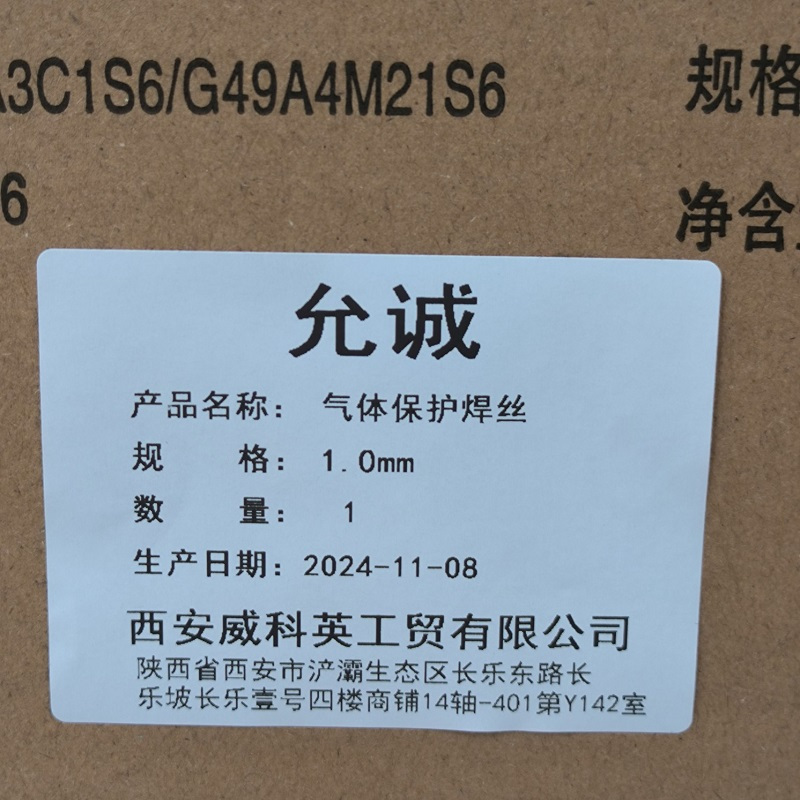 A3C1S6/G49A4M21S6
规格
6
净含
允诚
产品名称： 气体保护焊丝
规 格： 1.0mm
数 量： 1
生产日期：2024-11-08
西安威科英工贸有限公司
陕西省西安市浐灞生态区长乐东路长
乐坡长乐壹号四楼商铺14轴-401第Y142室